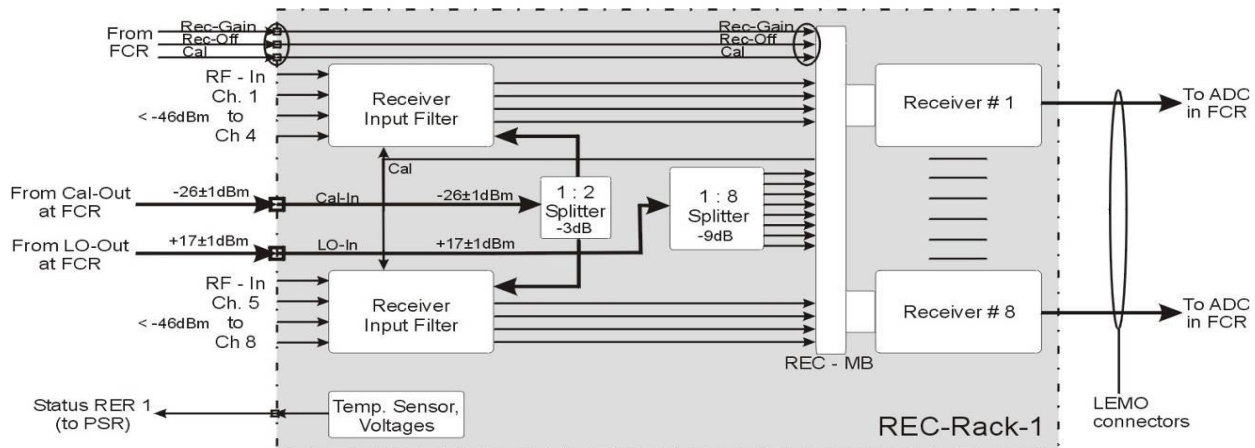 From
FCR
Rec-Gain
Rec-Off
Cal
Rec-Gain
Rec-Off
Cal
RF - In
Ch. 1
< -46dBm to
Ch 4
Receiver
Input Filter
Receiver # 1
To ADC
in FCR
Cal
From Cal-Out
at FCR
-26±1dBm
Cal-In
-26±1dBm
1 : 2
Splitter
-3dB
1 : 8
Splitter
-9dB
From LO-Out
at FCR
+17±1dBm
LO-In
+17±1dBm
RF - In
Ch. 5
< -46dBm to
Ch 8
Receiver
Input Filter
Receiver # 8
To ADC
in FCR
REC - MB
Status RER 1
(to PSR)
Temp. Sensor,
Voltages
REC-Rack-1
LEMO
connectors